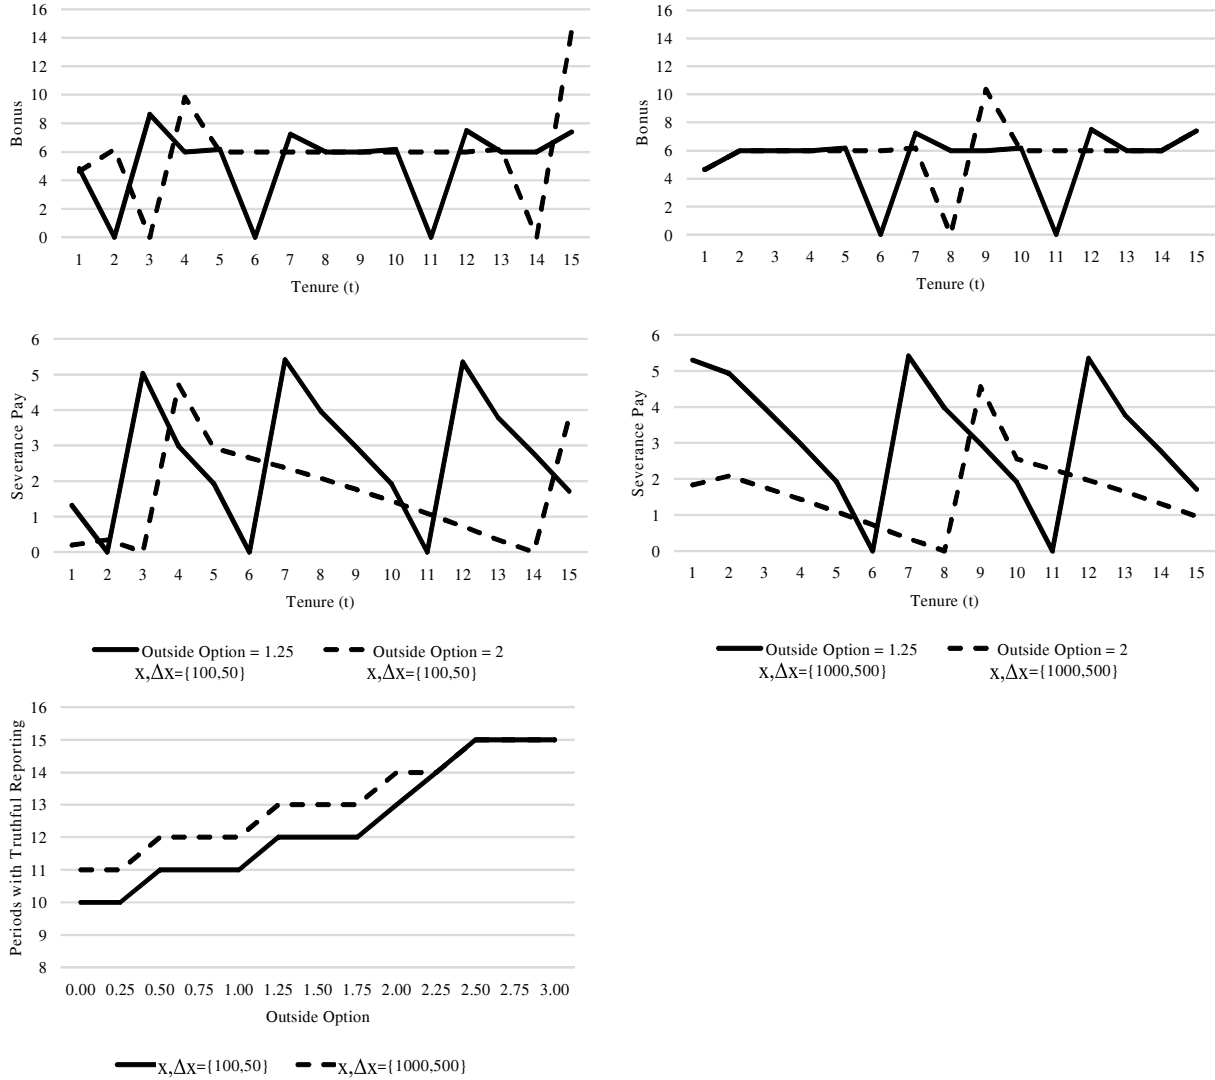 16
14
12
10
8
6
4
2
0
Bonus
1 2 3 4 5 6 7 8 9 10 11 12 13 14 15
Tenure (t)
16
14
12
10
8
6
4
2
0
Bonus
1 2 3 4 5 6 7 8 9 10 11 12 13 14 15
Tenure (t)
6
5
4
3
2
1
0
Severance Pay
1 2 3 4 5 6 7 8 9 10 11 12 13 14 15
Tenure (t)
Outside Option = 1.25 Outside Option = 2
x,Δx={100,50} x,Δx={100,50}
6
5
4
3
2
1
0
Severance Pay
1 2 3 4 5 6 7 8 9 10 11 12 13 14 15
Tenure (t)
Outside Option = 1.25 Outside Option = 2
x,Δx={1000,500} x,Δx={1000,500}
16
15
14
13
12
11
10
9
8
Periods with Truthful Reporting
0.00 0.25 0.50 0.75 1.00 1.25 1.50 1.75 2.00 2.25 2.50 2.75 3.00
Outside Option
x,Δx={100,50} x,Δx={1000,500}